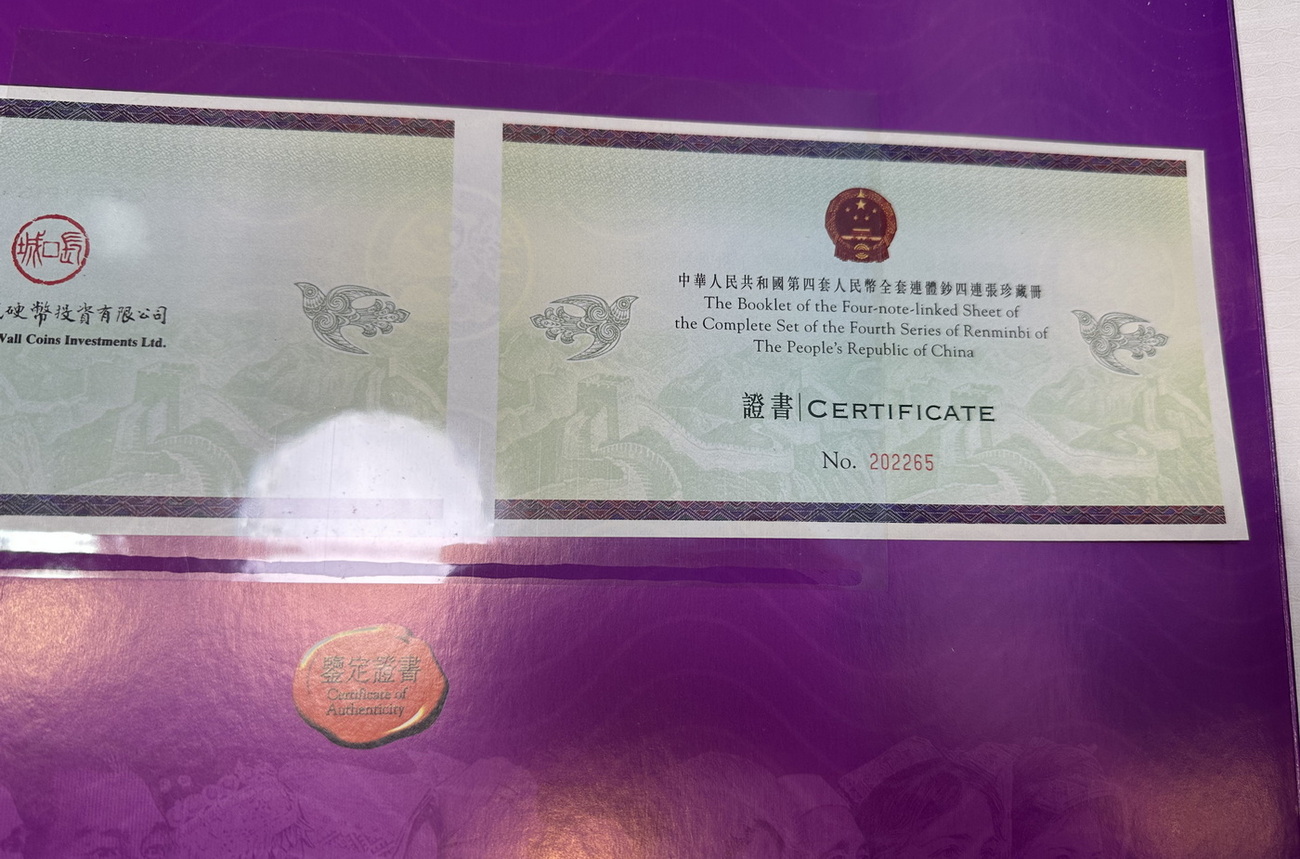 長口城
硬幣投資有限公司
Wall Coins Investments Ltd.
中華人民共和國第四套人民幣全套連體鈔四連張珍藏冊
The Booklet of the Four-note-linked Sheet of
the Complete Set of the Fourth Series of Renminbi of
The People's Republic of China
證書|CERTIFICATE
No. 202265
鑒定證書
Certificate of
Authenticity